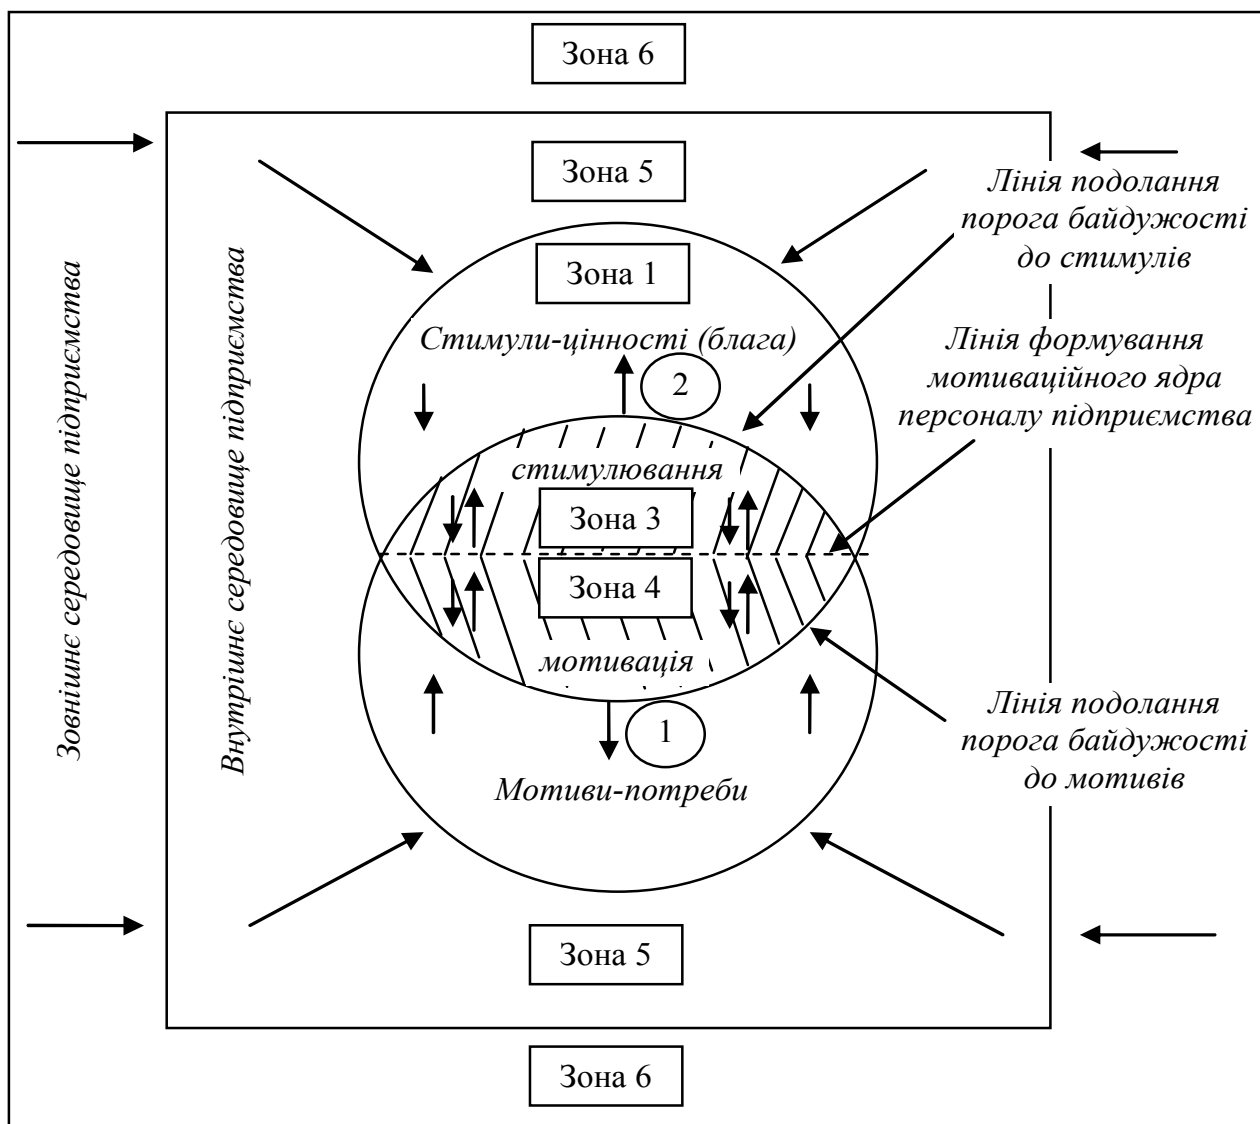 Зона 6
Зона 5
Лінія подолання
порога байдужості
до стимулів
Зона 1
Стимули-цінності (блага)
2
Лінія формування
мотиваційного ядра
персоналу підприємства
Зовнішнє середовище підприємства
Внутрішнє середовище підприємства
стимулювання
Зона 3
Зона 4
мотивація
1
Мотиви-потреби
Лінія подолання
порога байдужості
до мотивів
Зона 5
Зона 6